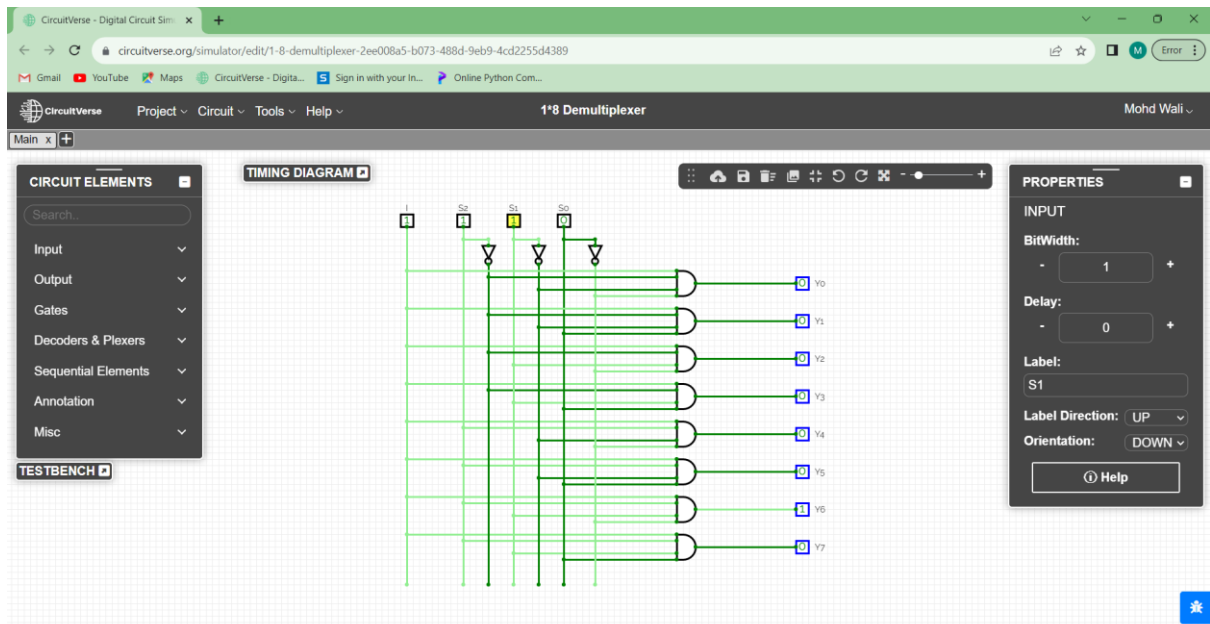 CircuitVerse - Digital Circuit Sim
circuitverse.org/simulator/edit/1-8-demultiplexer-2ee008a5-b073-488d-9eb9-4cd2255d4389
M
Error
Gmail YouTube Maps CircuitVerse - Digita... Sign in with your In... Online Python Com...
CircuitVerse Project Circuit Tools Help 1*8 Demultiplexer Mohd Wali
Main x
CIRCUIT ELEMENTS
Search..
Input
Output
Gates
Decoders & Plexers
Sequential Elements
Annotation
Misc
TESTBENCH
TIMING DIAGRAM
I S2 S1 S0
1 1 1 0
0 Y0
0 Y1
0 Y2
0 Y3
0 Y4
0 Y5
1 Y6
0 Y7
PROPERTIES
INPUT
BitWidth:
- 1 +
Delay:
- 0 +
Label:
S1
Label Direction: UP
Orientation: DOWN
Help